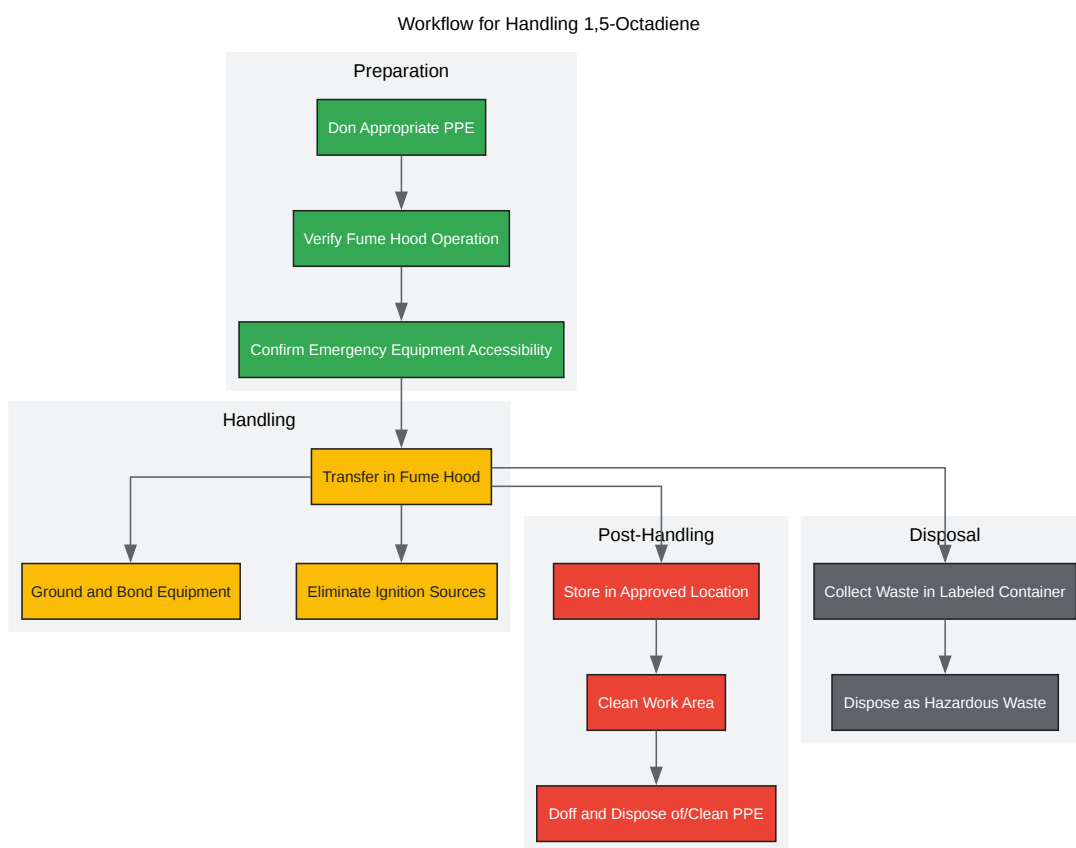 Workflow for Handling 1,5-Octadiene
Preparation
Don Appropriate PPE
Verify Fume Hood Operation
Confirm Emergency Equipment Accessibility
Handling
Transfer in Fume Hood
Ground and Bond Equipment
Eliminate Ignition Sources
Post-Handling
Store in Approved Location
Clean Work Area
Doff and Dispose of/Clean PPE
Disposal
Collect Waste in Labeled Container
Dispose as Hazardous Waste